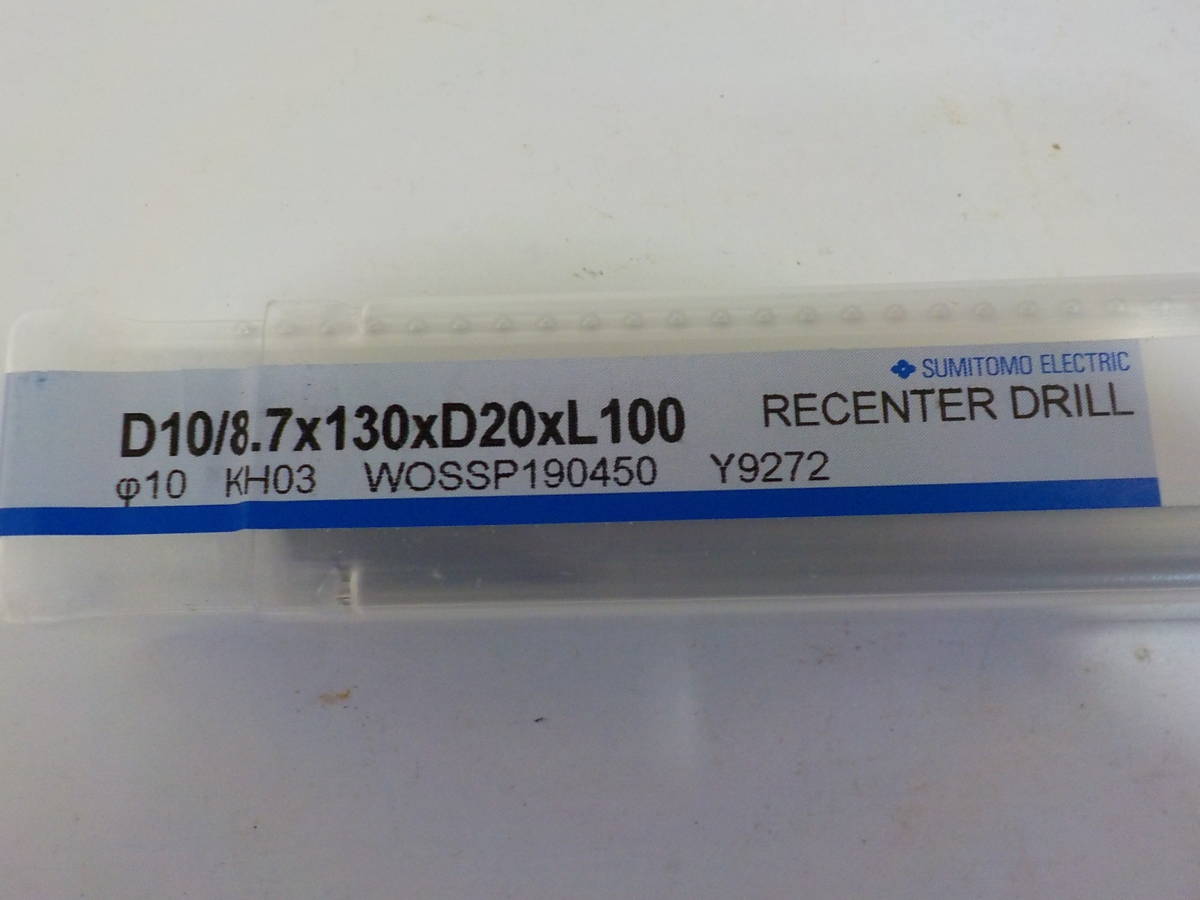 SUMITOMO ELECTRIC
D10/8.7x130xD20xL100 RECENTER DRILL
φ10 KH03 WOSSP190450 Y9272